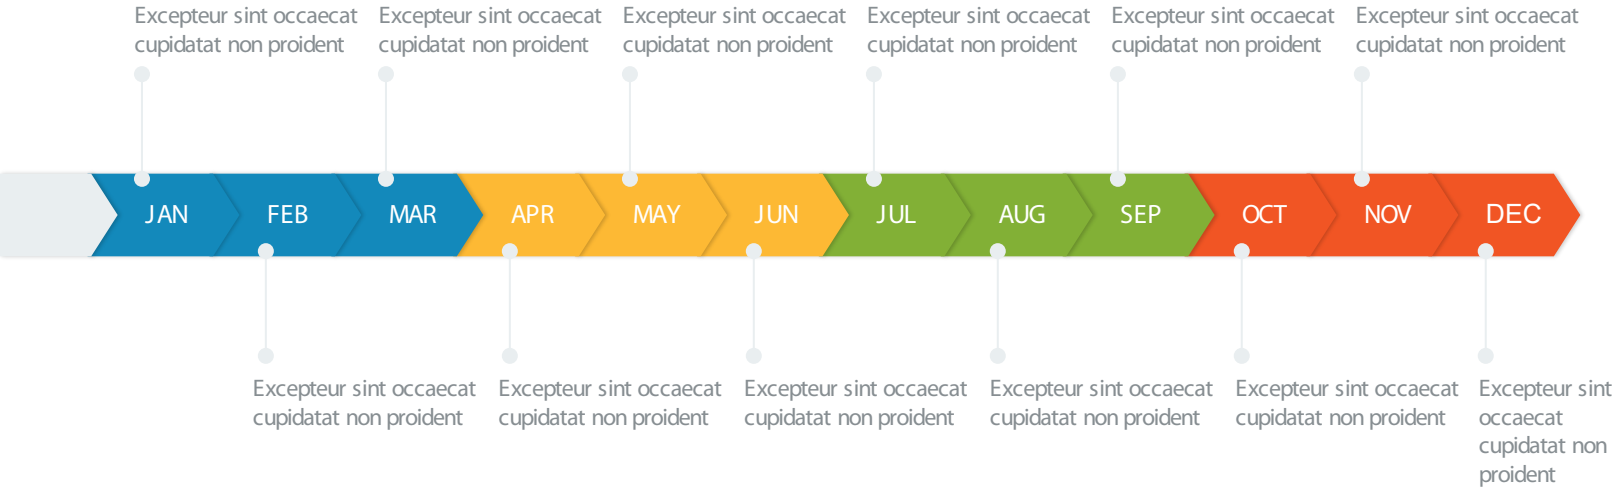 Excepteur sint occaecat
cupidatat non proident
Excepteur sint occaecat
cupidatat non proident
Excepteur sint occaecat
cupidatat non proident
Excepteur sint occaecat
cupidatat non proident
Excepteur sint occaecat
cupidatat non proident
Excepteur sint occaecat
cupidatat non proident
JAN
FEB
MAR
APR
MAY
JUN
JUL
AUG
SEP
OCT
NOV
DEC
Excepteur sint occaecat
cupidatat non proident
Excepteur sint occaecat
cupidatat non proident
Excepteur sint occaecat
cupidatat non proident
Excepteur sint occaecat
cupidatat non proident
Excepteur sint occaecat
cupidatat non proident
Excepteur sint
occaecat
cupidatat non
proident